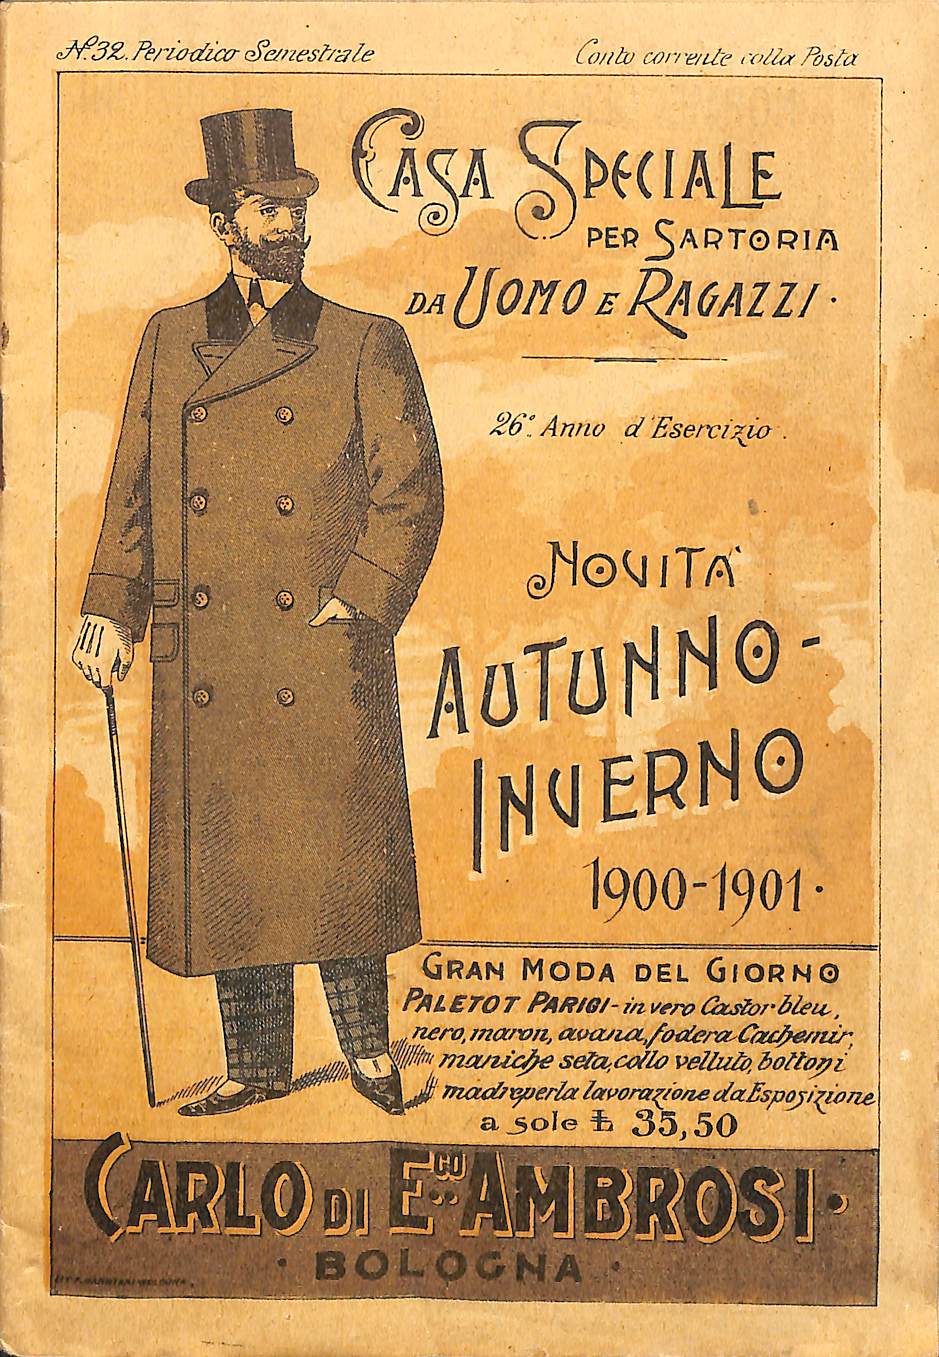 Nº. 32. Periodico Semestrale
Conto corrente colla Posta
CASA SPECIALE
PER SARTORIA
DA UOMO E RAGAZZI.
26º. Anno d'Esercizio.
NOVITÀ
AUTUNNO-
INVERNO
1900-1901.
GRAN MODA DEL GIORNO
PALETOT PARIGI-in vero Castor bleu,
nero, maron, avana, fodera Cachemir,
maniche seta, collo velluto, bottoni
madreperla lavorazione da Esposizione
a sole £ 35,50
CARLO DI E.CO AMBROSI.
· BOLOGNA ·